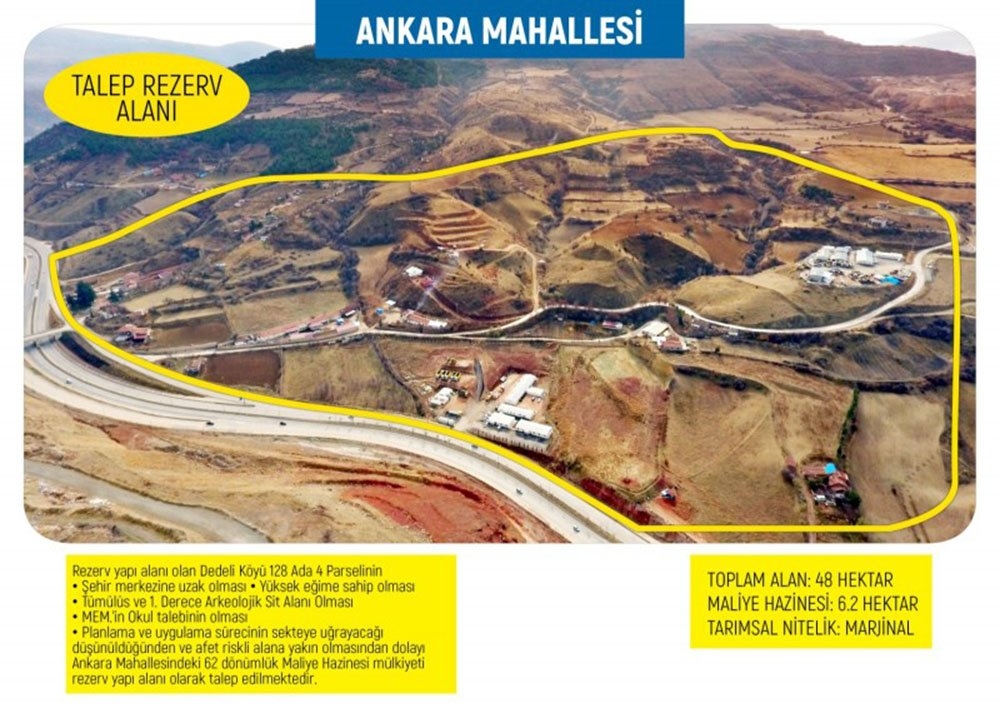 ANKARA MAHALLESİ
TALEP REZERV
ALANI
Rezerv yapı alanı olan Dedeli Köyü 128 Ada 4 Parselinin
• Şehir merkezine uzak olması • Yüksek eğime sahip olması
• Tümülüs ve 1. Derece Arkeolojik Sit Alanı Olması
• MEM.'in Okul talebinin olması
• Planlama ve uygulama sürecinin sekteye uğrayacağı
düşünüldüğünden ve afet riskli alana yakın olmasından dolayı
Ankara Mahallesindeki 62 dönümlük Maliye Hazinesi mülkiyeti
rezerv yapı alanı olarak talep edilmektedir.
TOPLAM ALAN: 48 HEKTAR
MALİYE HAZİNESİ: 6.2 HEKTAR
TARIMSAL NİTELİK: MARJİNAL